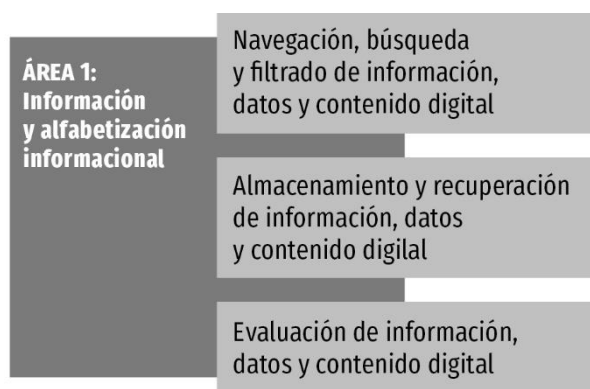 ÁREA 1:
Información
y alfabetización
informacional
Navegación, búsqueda
y filtrado de información,
datos y contenido digital
Almacenamiento y recuperación
de información, datos
y contenido digilal
Evaluación de información,
datos y contenido digital